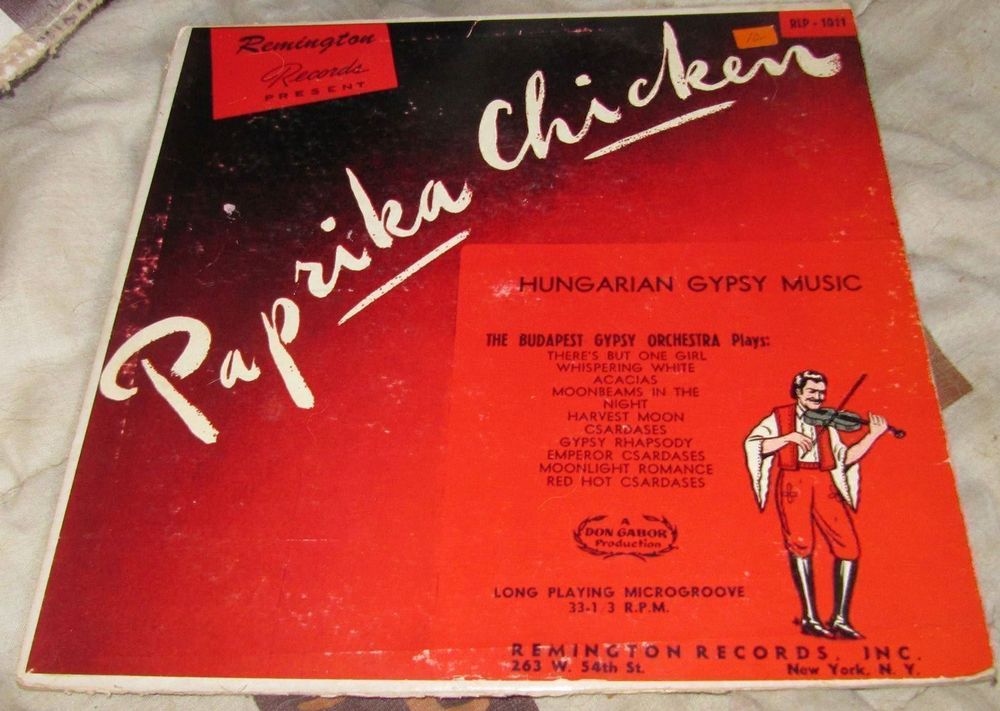 Remington
Records
PRESENT
RLP - 1011
12-
Paprika Chicken
HUNGARIAN GYPSY MUSIC
THE BUDAPEST GYPSY ORCHESTRA Plays:
THERE'S BUT ONE GIRL
WHISPERING WHITE
ACACIAS
MOONBEAMS IN THE
NIGHT
HARVEST MOON
CSARDASES
GYPSY RHAPSODY
EMPEROR CSARDASES
MOONLIGHT ROMANCE
RED HOT CSARDASES
A
DON GABOR
Production
LONG PLAYING MICROGROOVE
33-1/3 R.P.M.
REMINGTON RECORDS, INC.
263 W. 54th St. New York, N. Y.